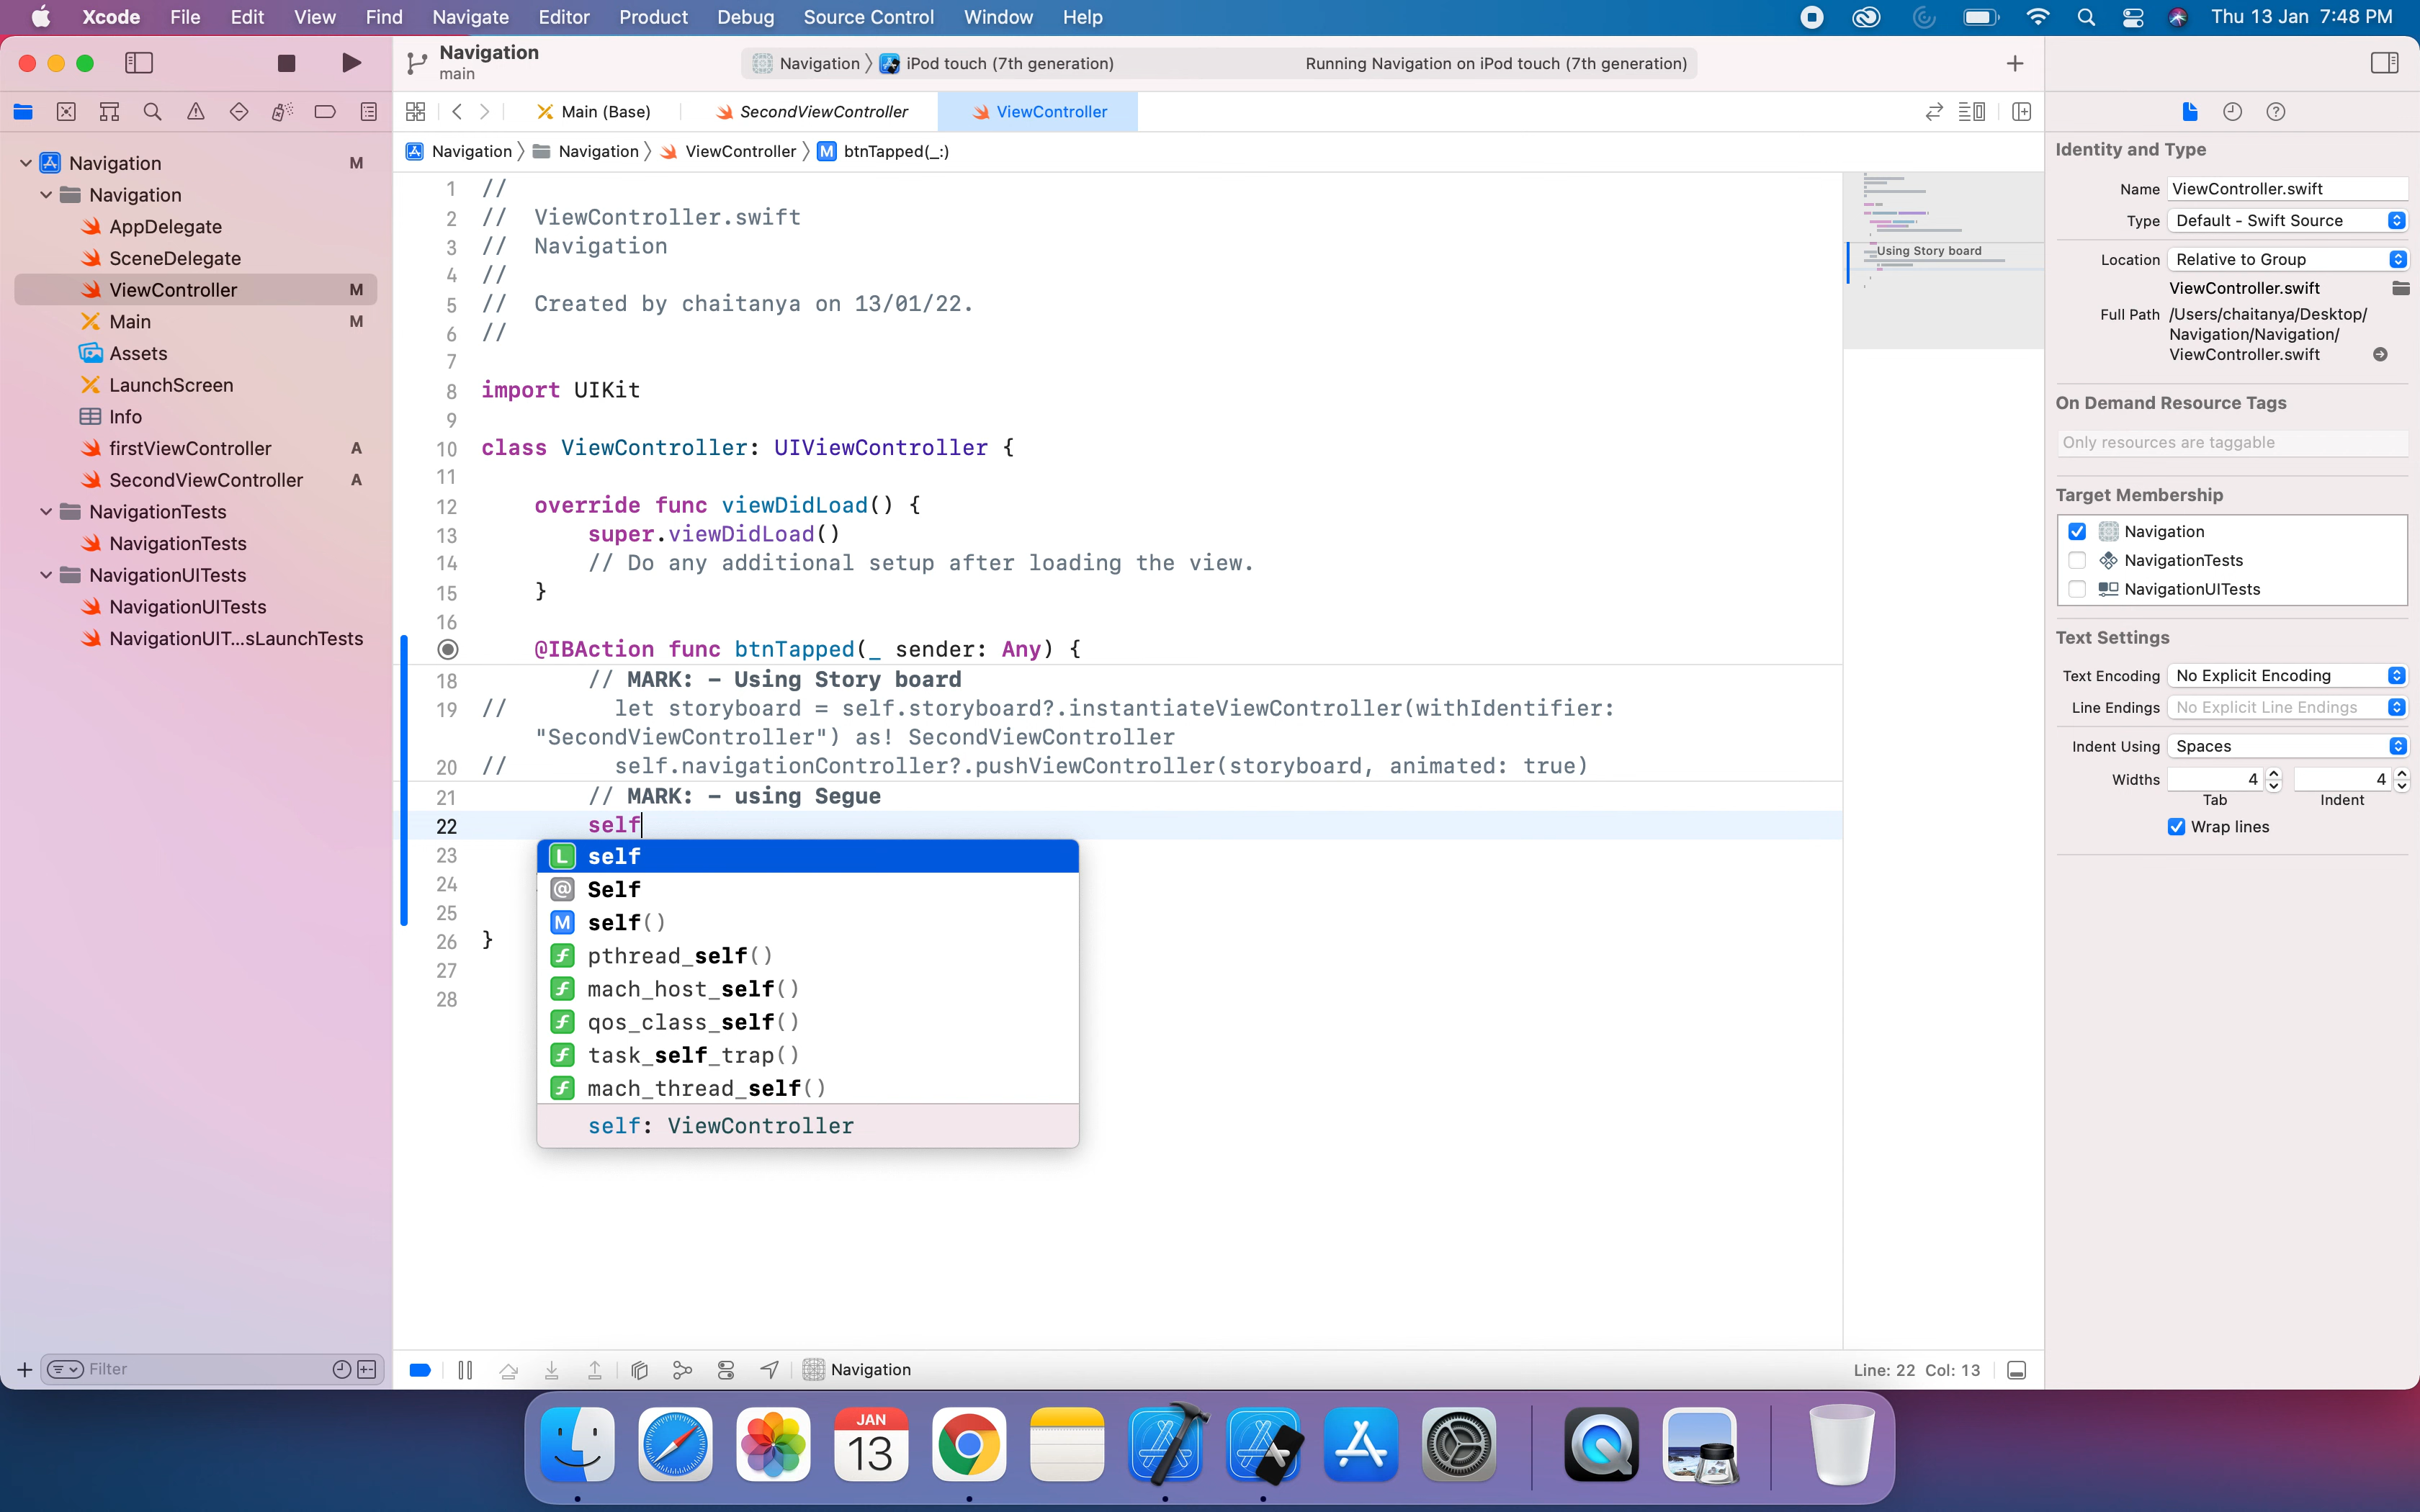 Xcode File Edit View Find Navigate Editor Product Debug Source Control Window Help Thu 13 Jan 7:48 PM
Navigation
main
Navigation iPod touch (7th generation) Running Navigation on iPod touch (7th generation)
Main (Base) SecondViewController ViewController
Navigation Navigation ViewController M btnTapped(_:)
Navigation M
Navigation
AppDelegate
SceneDelegate
ViewController M
Main M
Assets
LaunchScreen
Info
firstViewController A
SecondViewController A
NavigationTests
NavigationTests
NavigationUITests
NavigationUITests
NavigationUIT...sLaunchTests
Filter
1 //
2 // ViewController.swift
3 // Navigation
4 //
5 // Created by chaitanya on 13/01/22.
6 //
7
8 import UIKit
9
10 class ViewController: UIViewController {
11
12 override func viewDidLoad() {
13 super.viewDidLoad()
14 // Do any additional setup after loading the view.
15 }
16
@IBAction func btnTapped(_ sender: Any) {
18 // MARK: - Using Story board
19 // let storyboard = self.storyboard?.instantiateViewController(withIdentifier:
"SecondViewController") as! SecondViewController
20 // self.navigationController?.pushViewController(storyboard, animated: true)
21 // MARK: - using Segue
22 self
23
24
25
26 }
27
28
L self
@ Self
M self()
f pthread_self()
f mach_host_self()
f qos_class_self()
f task_self_trap()
f mach_thread_self()
self: ViewController
Using Story board
Navigation
Line: 22 Col: 13
Identity and Type
Name ViewController.swift
Type Default - Swift Source
Location Relative to Group
ViewController.swift
Full Path /Users/chaitanya/Desktop/
Navigation/Navigation/
ViewController.swift
On Demand Resource Tags
Only resources are taggable
Target Membership
Navigation
NavigationTests
NavigationUITests
Text Settings
Text Encoding No Explicit Encoding
Line Endings No Explicit Line Endings
Indent Using Spaces
Widths 4 4
Tab Indent
Wrap lines
JAN
13